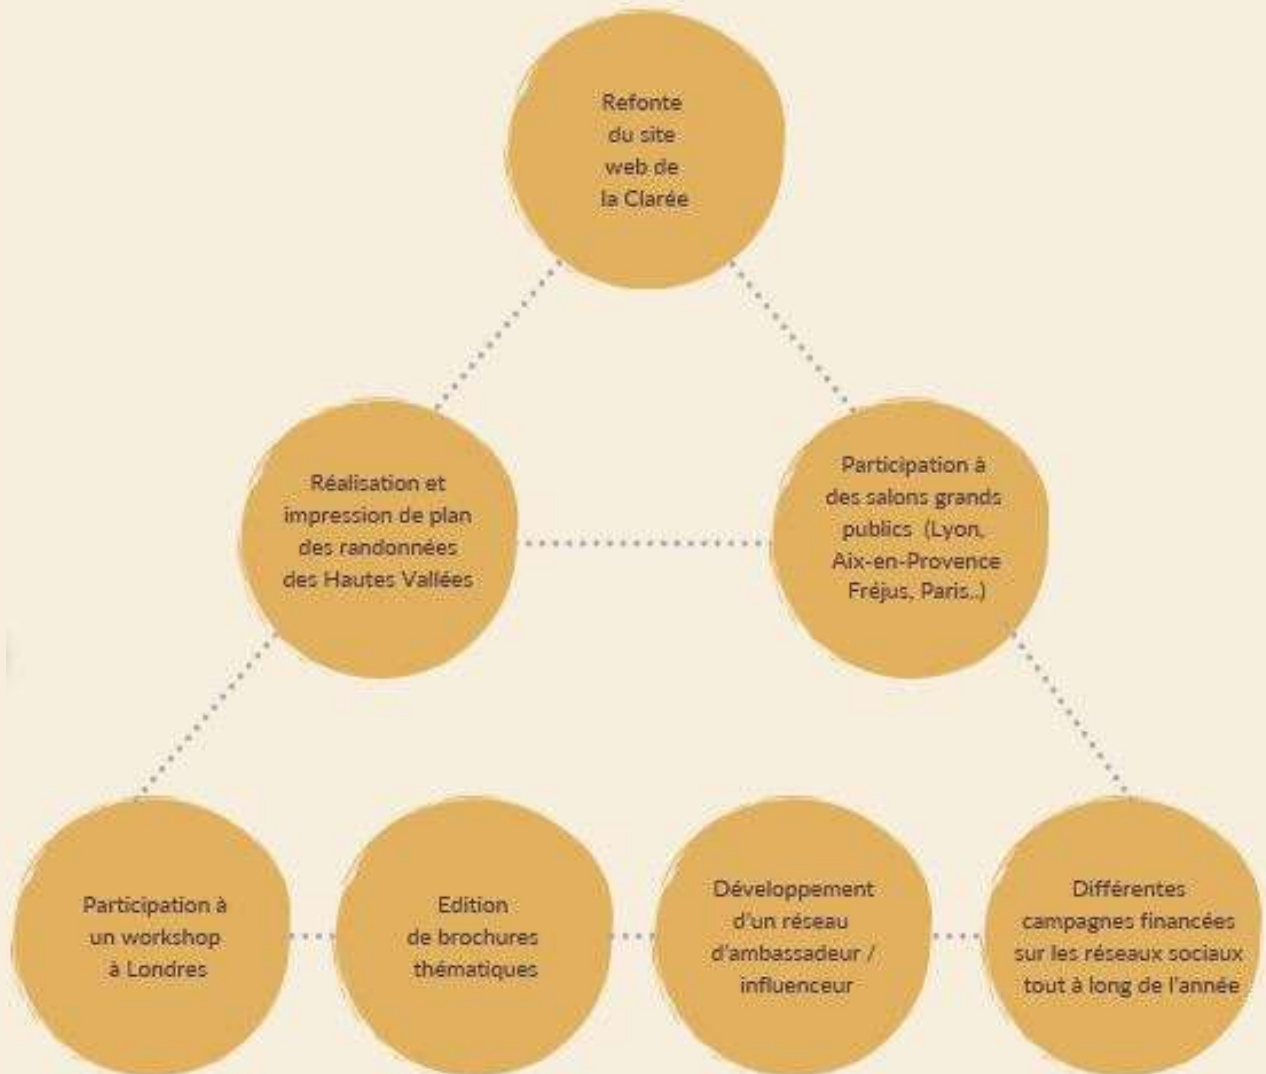 Refonte
du site
web de
la Clarée
Réalisation et
impression de plan
des randonnées
des Hautes Vallées
Participation à
des salons grands
publics (Lyon,
Aix-en-Provence
Fréjus, Paris..)
Participation à
un workshop
à Londres
Edition
de brochures
thématiques
Développement
d'un réseau
d'ambassadeur /
influenceur
Différentes
campagnes financées
sur les réseaux sociaux
tout à long de l'année